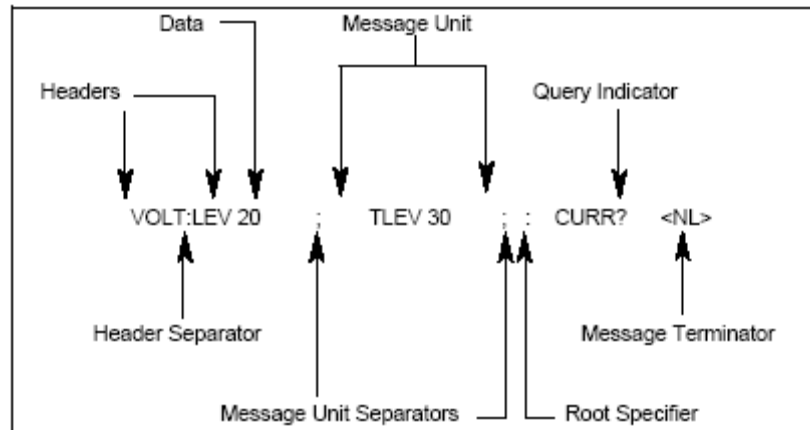 Data Message Unit
Headers Query Indicator
VOLT:LEV 20 ; TLEV 30 ; : CURR? <NL>
Header Separator Message Terminator
Message Unit Separators Root Specifier